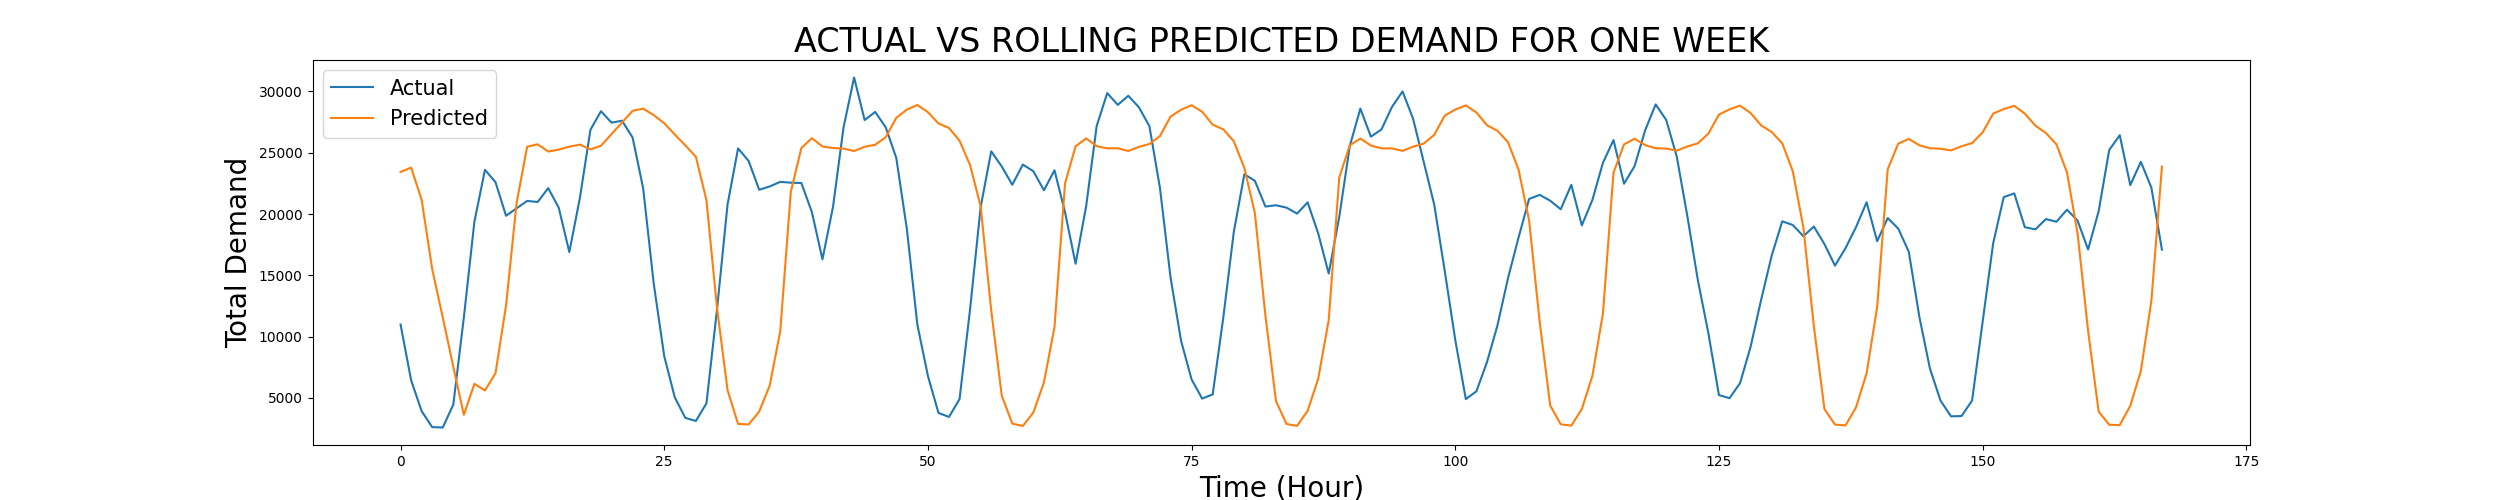 ACTUAL VS ROLLING PREDICTED DEMAND FOR ONE WEEK
Actual
Predicted
Total Demand
30000
25000
20000
15000
10000
5000
0
25
50
75
100
125
150
175
Time (Hour)